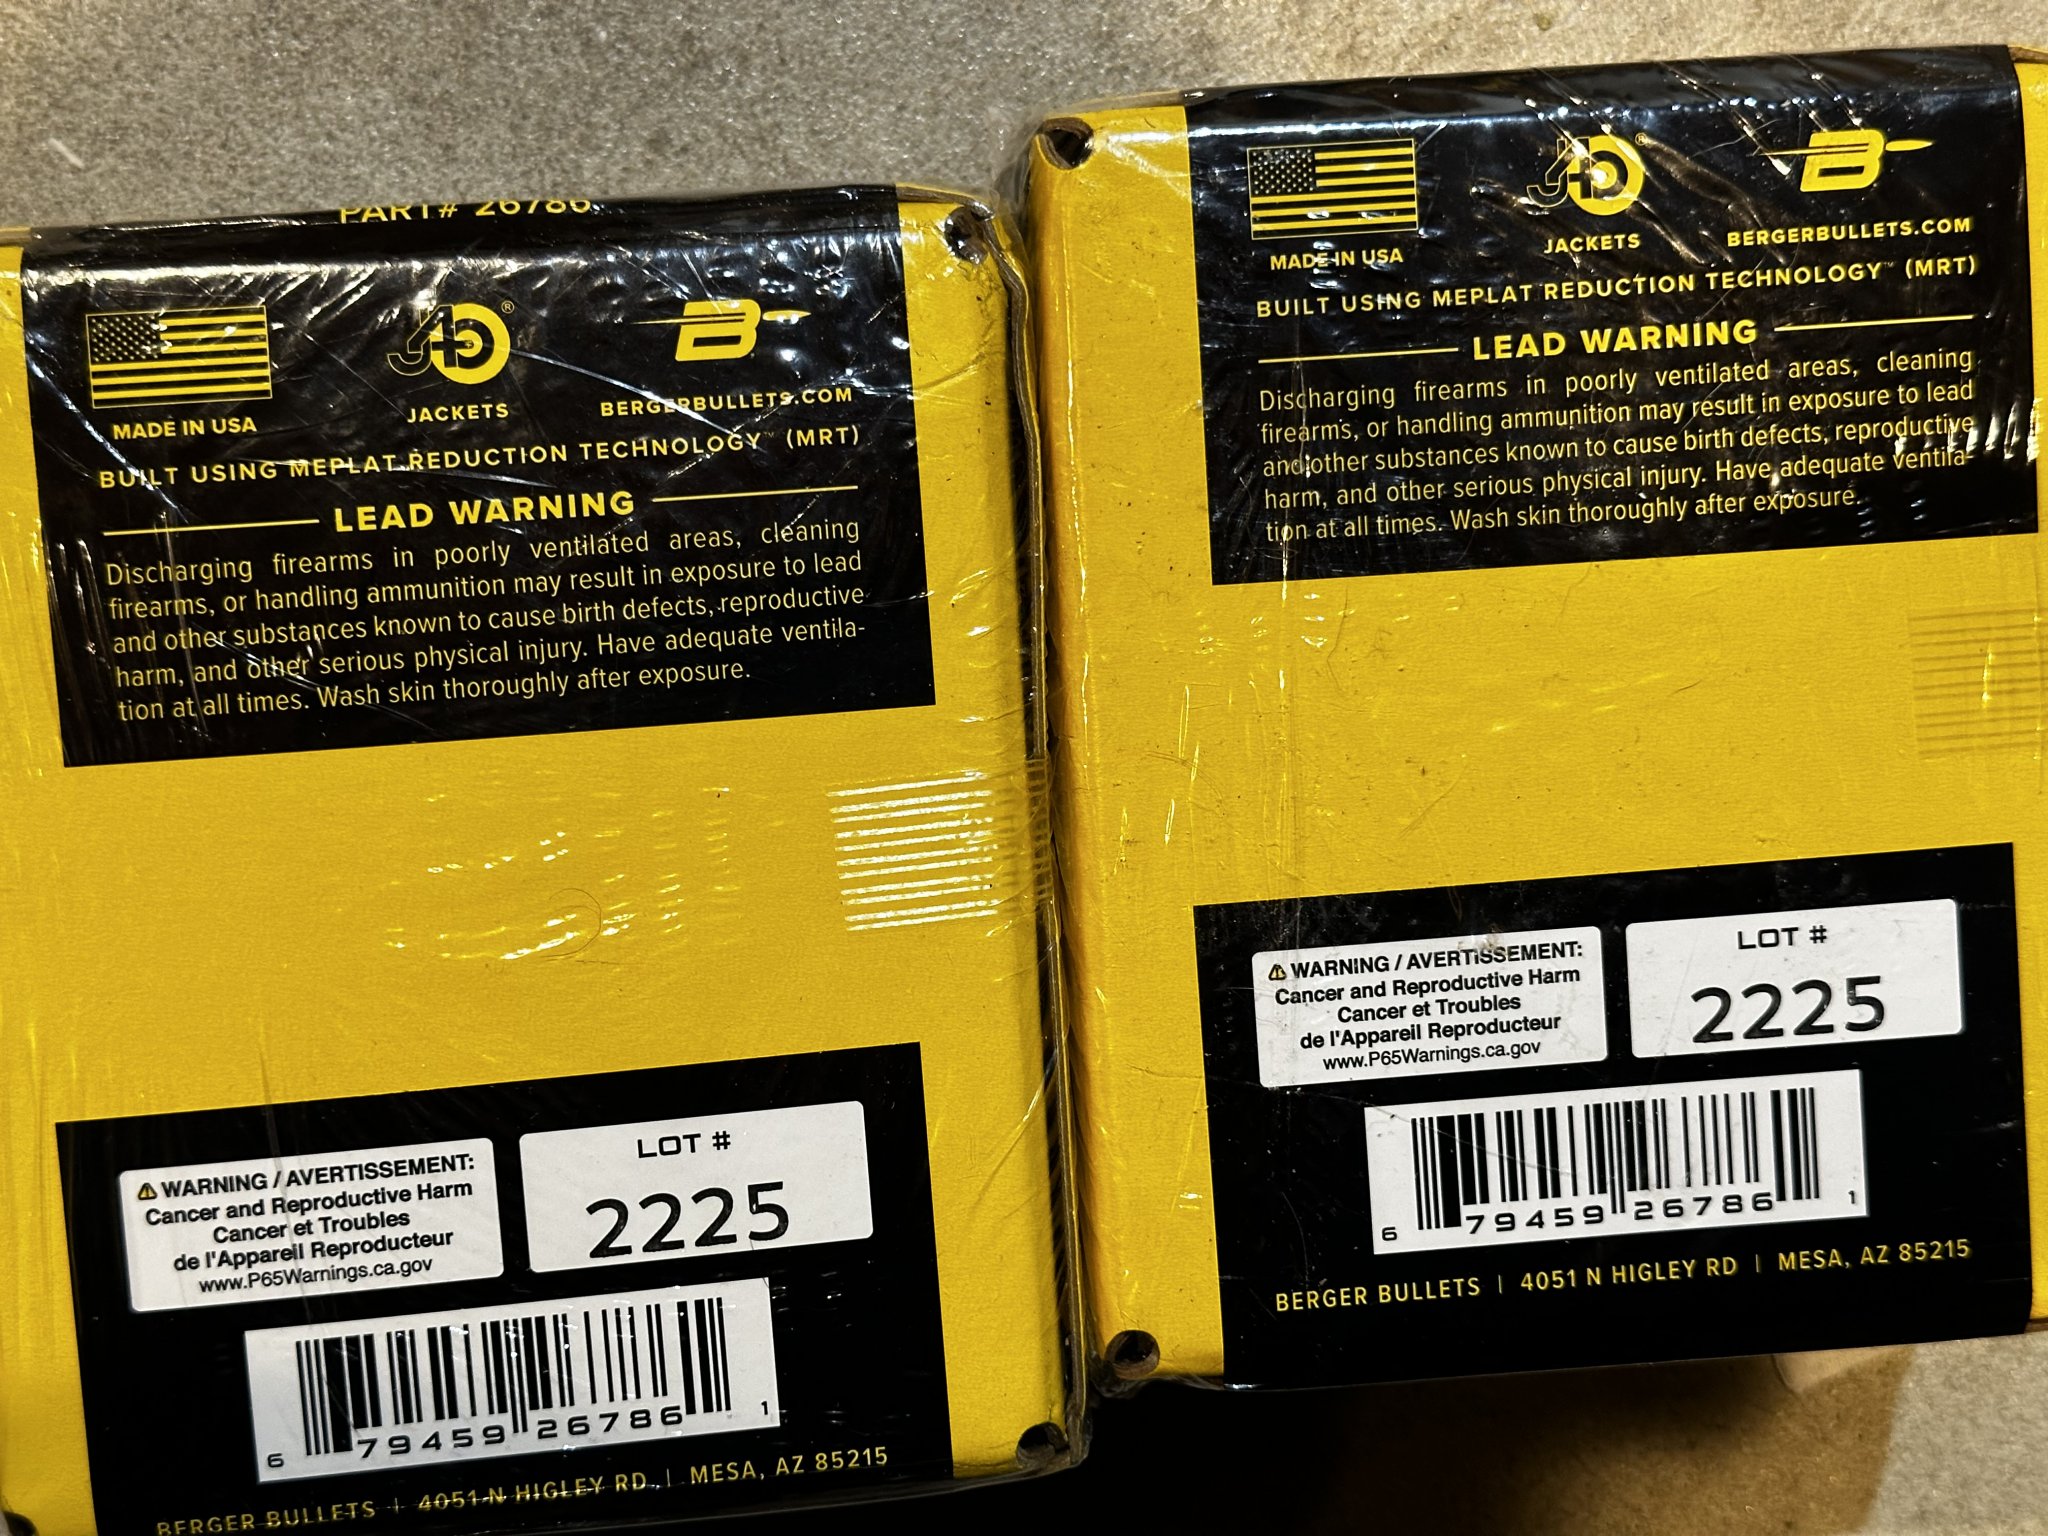 PART# 26786
MADE IN USA
J4 ®
JACKETS
B
BERGERBULLETS.COM
BUILT USING MEPLAT REDUCTION TECHNOLOGY™ (MRT)
LEAD WARNING
Discharging firearms in poorly ventilated areas, cleaning
firearms, or handling ammunition may result in exposure to lead
and other substances known to cause birth defects, reproductive
harm, and other serious physical injury. Have adequate ventila-
tion at all times. Wash skin thoroughly after exposure.
⚠ WARNING / AVERTISSEMENT:
Cancer and Reproductive Harm
Cancer et Troubles
de l'Appareil Reproducteur
www.P65Warnings.ca.gov
LOT #
2225
6 79459 26786 1
BERGER BULLETS | 4051 N HIGLEY RD | MESA, AZ 85215
MADE IN USA
J4 ®
JACKETS
B
BERGERBULLETS.COM
BUILT USING MEPLAT REDUCTION TECHNOLOGY™ (MRT)
LEAD WARNING
Discharging firearms in poorly ventilated areas, cleaning
firearms, or handling ammunition may result in exposure to lead
and other substances known to cause birth defects, reproductive
harm, and other serious physical injury. Have adequate ventila-
tion at all times. Wash skin thoroughly after exposure.
⚠ WARNING / AVERTISSEMENT:
Cancer and Reproductive Harm
Cancer et Troubles
de l'Appareil Reproducteur
www.P65Warnings.ca.gov
LOT #
2225
6 79459 26786 1
BERGER BULLETS | 4051 N HIGLEY RD | MESA, AZ 85215